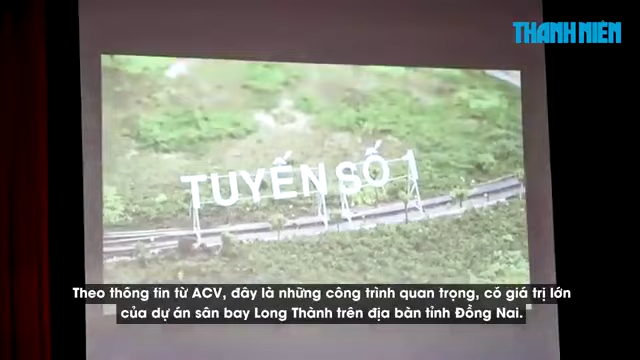 THANH NIÊN
TUYẾN SỐ 1
Theo thông tin từ ACV, đây là những công trình quan trọng, có giá trị lớn
của dự án sân bay Long Thành trên địa bàn tỉnh Đồng Nai.